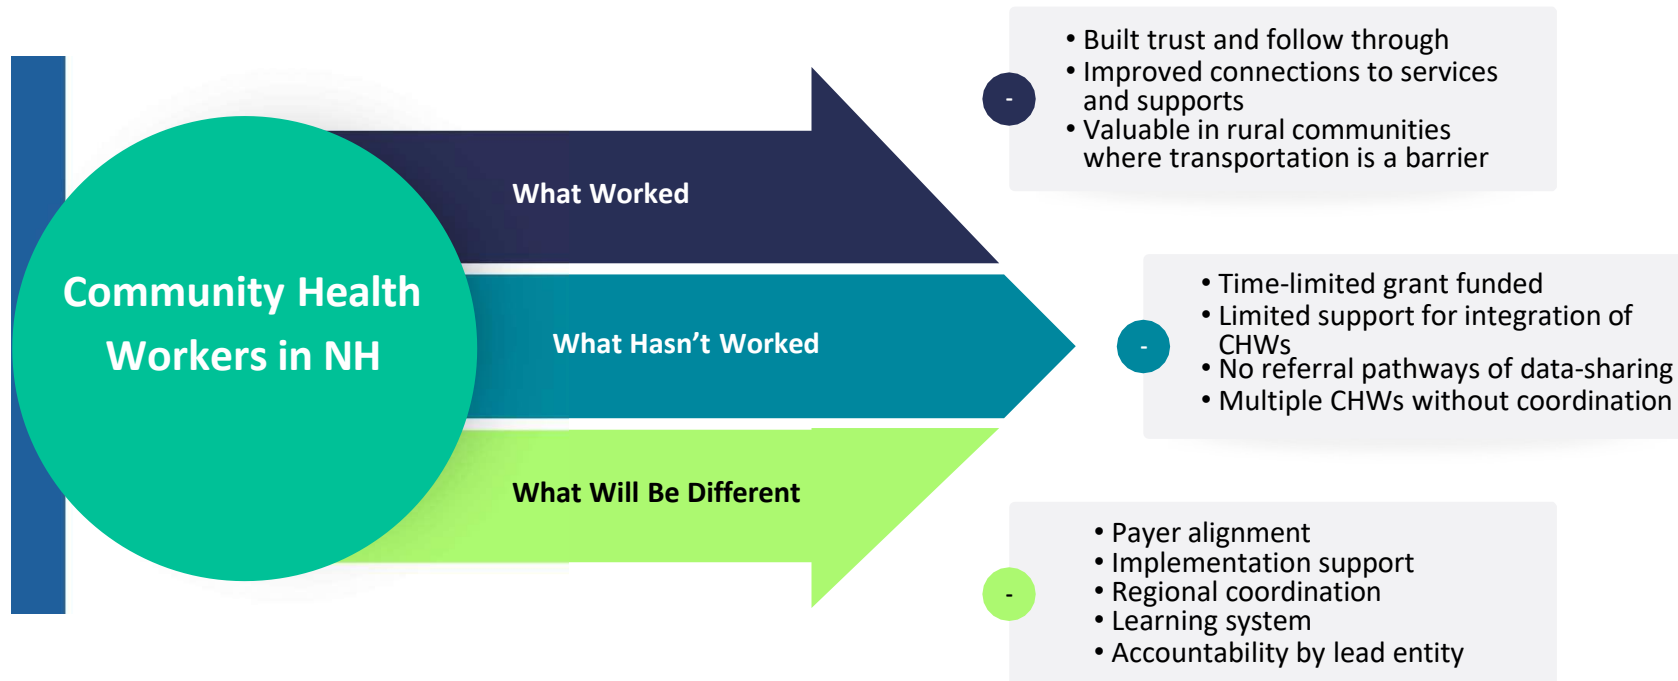 Community Health
Workers in NH
What Worked
• Built trust and follow through
• Improved connections to services
and supports
• Valuable in rural communities
where transportation is a barrier
-
What Hasn’t Worked
• Time-limited grant funded
• Limited support for integration of
CHWs
• No referral pathways of data-sharing
• Multiple CHWs without coordination
-
What Will Be Different
• Payer alignment
• Implementation support
• Regional coordination
• Learning system
• Accountability by lead entity
-